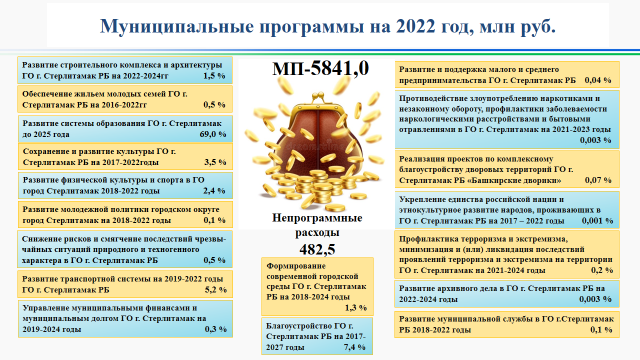 Муниципальные программы на 2022 год, млн руб.
Развитие строительного комплекса и архитектуры
ГО г. Стерлитамак РБ на 2022-2024гг 1,5 %
Обеспечение жильем молодых семей ГО г.
Стерлитамак РБ на 2016-2022гг 0,5 %
Развитие системы образования ГО г. Стерлитамак
до 2025 года 69,0 %
Сохранение и развитие культуры ГО г.
Стерлитамак РБ на 2017-2022годы 3,5 %
Развитие физической культуры и спорта в ГО
город Стерлитамак 2018-2022 годы 2,4 %
Развитие молодежной политики городском округе
город Стерлитамак на 2018-2022 годы 0,1 %
Снижение рисков и смягчение последствий чрезвы-
чайных ситуаций природного и техногенного
характера в ГО г. Стерлитамак РБ 0,5 %
Развитие транспортной системы на 2019-2022 годы
ГО г. Стерлитамак РБ 5,2 %
Управление муниципальными финансами и
муниципальным долгом ГО г. Стерлитамак на
2019-2024 годы 0,3 %
МП-5841,0
Непрограммные
расходы
482,5
Формирование
современной городской
среды ГО г. Стерлитамак
РБ на 2018-2024 годы
1,3 %
Благоустройство ГО г.
Стерлитамак РБ на 2017-
2027 годы 7,4 %
Развитие и поддержка малого и среднего
предпринимательства ГО г. Стерлитамак РБ 0,04 %
Противодействие злоупотреблению наркотиками и
незаконному обороту, профилактики заболеваемости
наркологическими расстройствами и бытовыми
отравлениями в ГО г. Стерлитамак на 2021-2023 годы
0,003 %
Реализация проектов по комплексному
благоустройству дворовых территорий ГО г.
Стерлитамак РБ «Башкирские дворики» 0,07 %
Укрепление единства российской нации и
этнокультурное развитие народов, проживающих в
ГО г. Стерлитамак РБ на 2017 – 2022 годы 0,001 %
Профилактика терроризма и экстремизма,
минимизация и (или) ликвидация последствий
проявлений терроризма и экстремизма на территории
ГО г. Стерлитамак на 2021-2024 годы 0,2 %
Развитие архивного дела в ГО г. Стерлитамак РБ на
2022-2024 годы 0,003 %
Развитие муниципальной службы в ГО г.Стерлитамак
РБ 2018-2022 годы 0,1 %